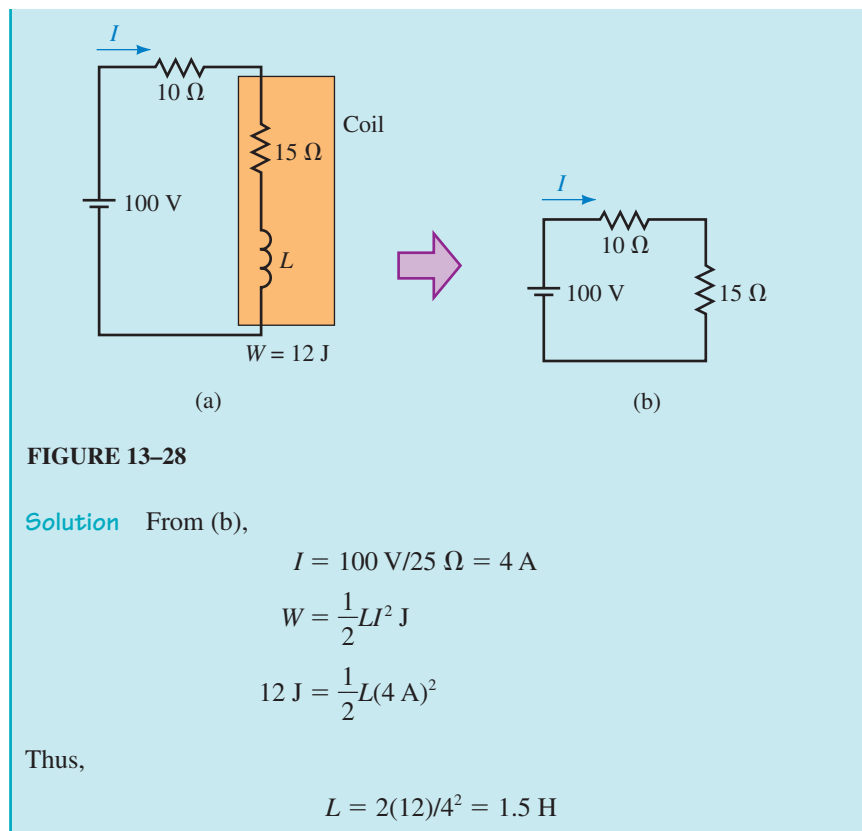 I
10 Ω
Coil
15 Ω
100 V
L
W = 12 J
(a)
I
10 Ω
100 V
15 Ω
(b)
FIGURE 13–28
Solution From (b),
I = 100 V/25 Ω = 4 A
W = 1/2 LI² J
12 J = 1/2 L(4 A)²
Thus,
L = 2(12)/4² = 1.5 H